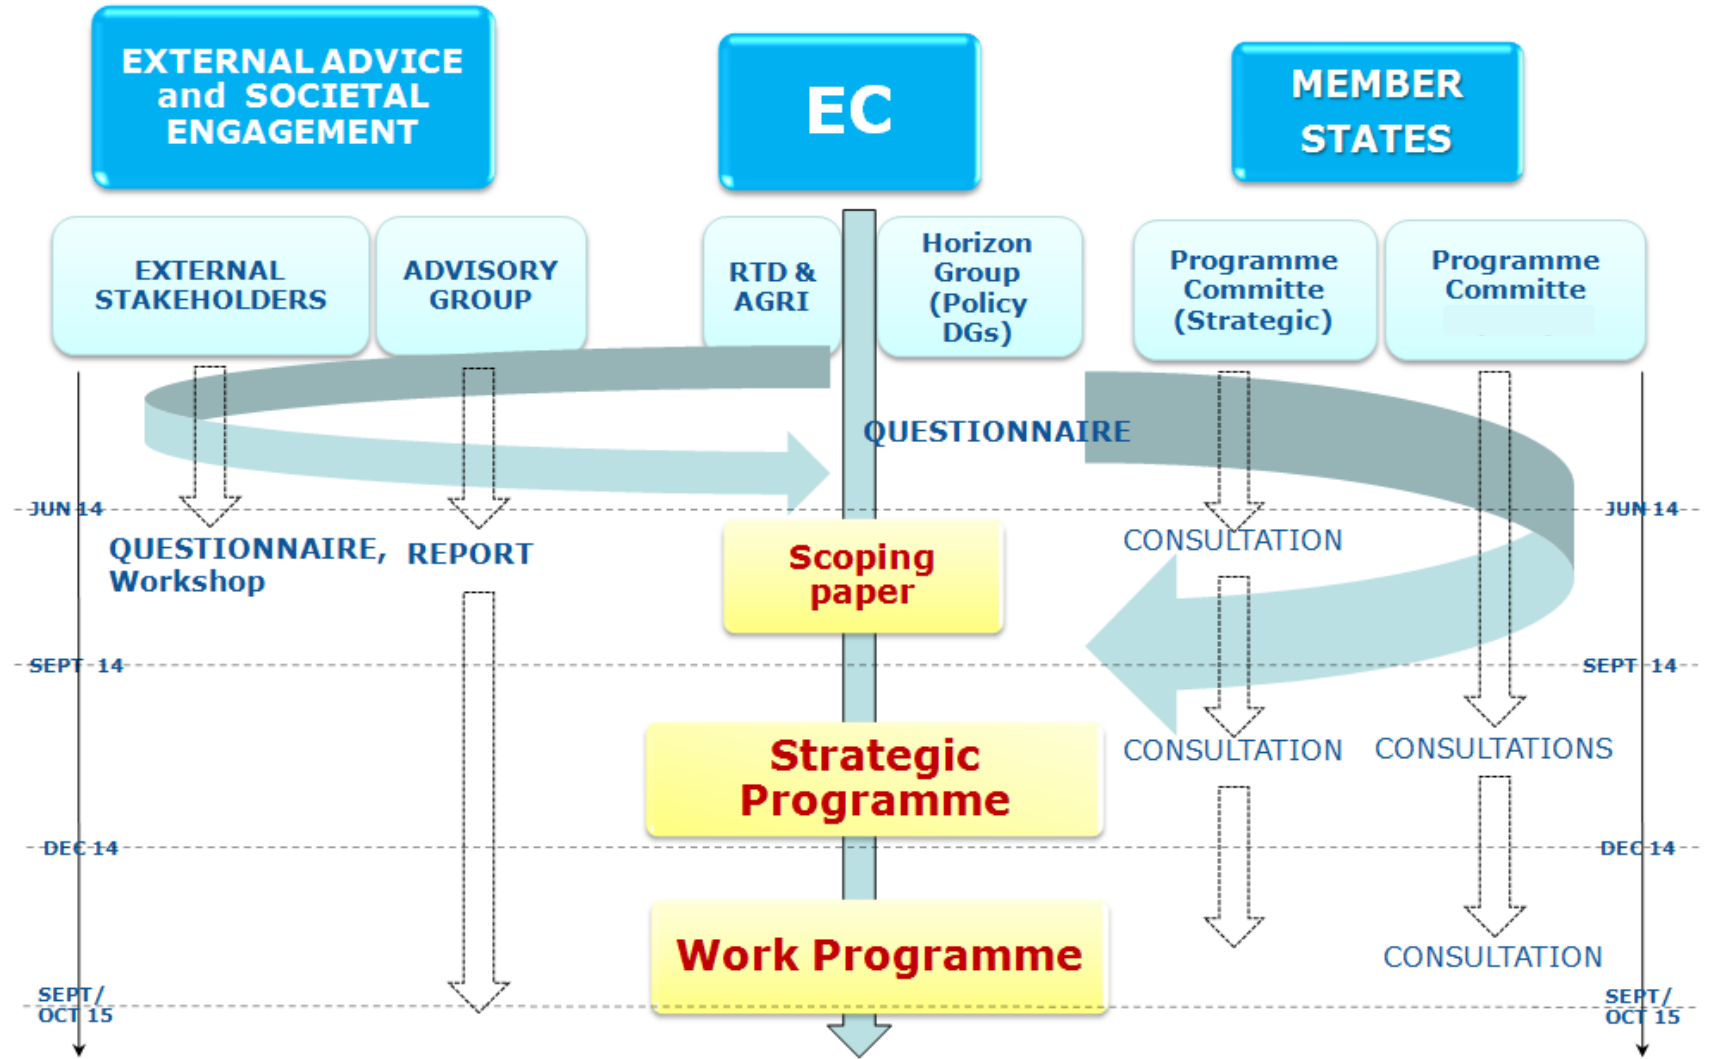 EXTERNAL ADVICE
and SOCIETAL
ENGAGEMENT
EC
MEMBER
STATES
EXTERNAL
STAKEHOLDERS
ADVISORY
GROUP
RTD &
AGRI
Horizon
Group
(Policy
DGs)
Programme
Committe
(Strategic)
Programme
Committe
QUESTIONNAIRE
JUN 14
JUN 14
QUESTIONNAIRE,
Workshop
REPORT
Scoping
paper
CONSULTATION
SEPT 14
SEPT 14
Strategic
Programme
CONSULTATION
CONSULTATIONS
DEC 14
DEC 14
Work Programme
CONSULTATION
SEPT/
OCT 15
SEPT/
OCT 15